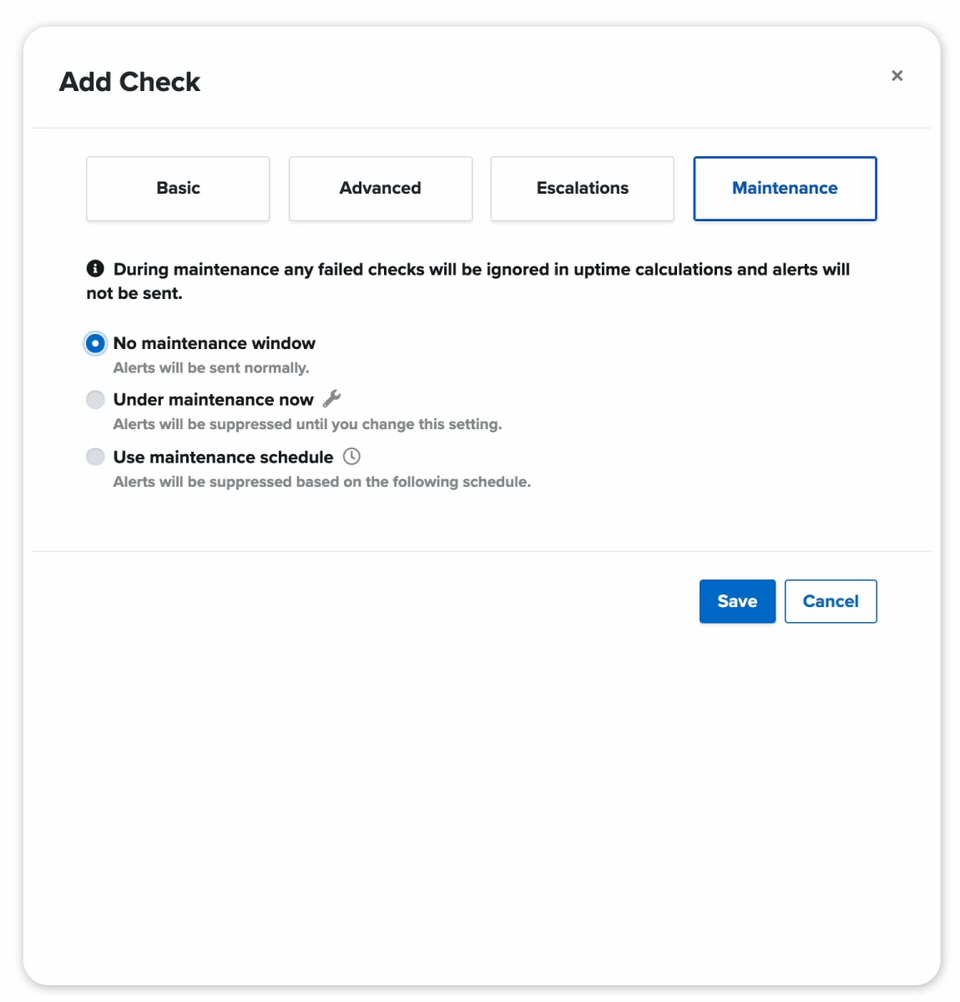 Add Check
×
Basic
Advanced
Escalations
Maintenance
During maintenance any failed checks will be ignored in uptime calculations and alerts will
not be sent.
No maintenance window
Alerts will be sent normally.
Under maintenance now
Alerts will be suppressed until you change this setting.
Use maintenance schedule
Alerts will be suppressed based on the following schedule.
Save
Cancel